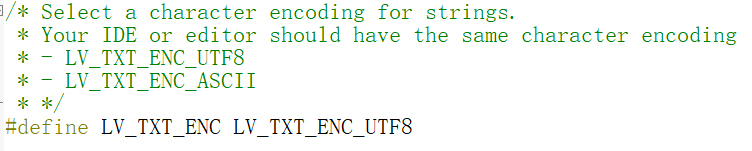 /* Select a character encoding for strings.
 * Your IDE or editor should have the same character encoding
 * - LV_TXT_ENC_UTF8
 * - LV_TXT_ENC_ASCII
 * */
#define LV_TXT_ENC LV_TXT_ENC_UTF8